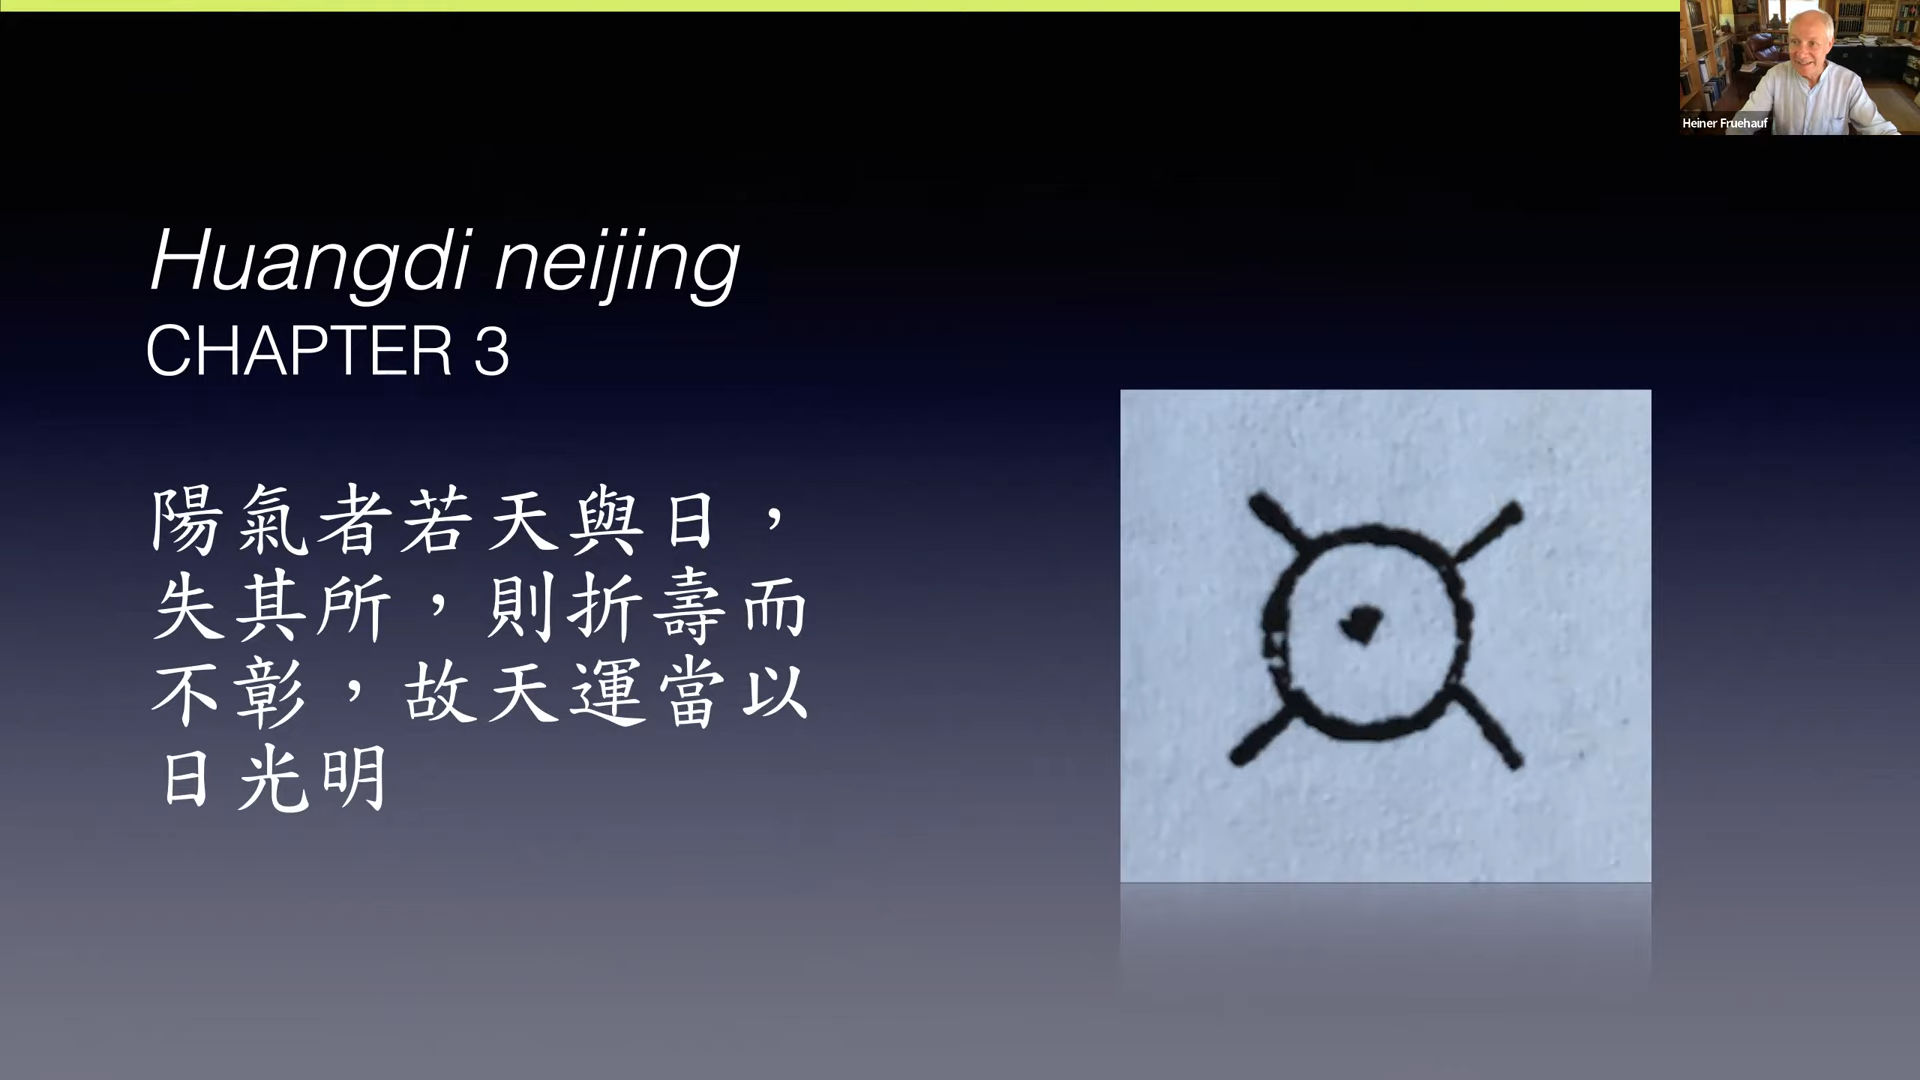 Heiner Fruehauf
Huangdi neijing
CHAPTER 3
陽氣者若天與日，
失其所，則折壽而
不彰，故天運當以
日光明